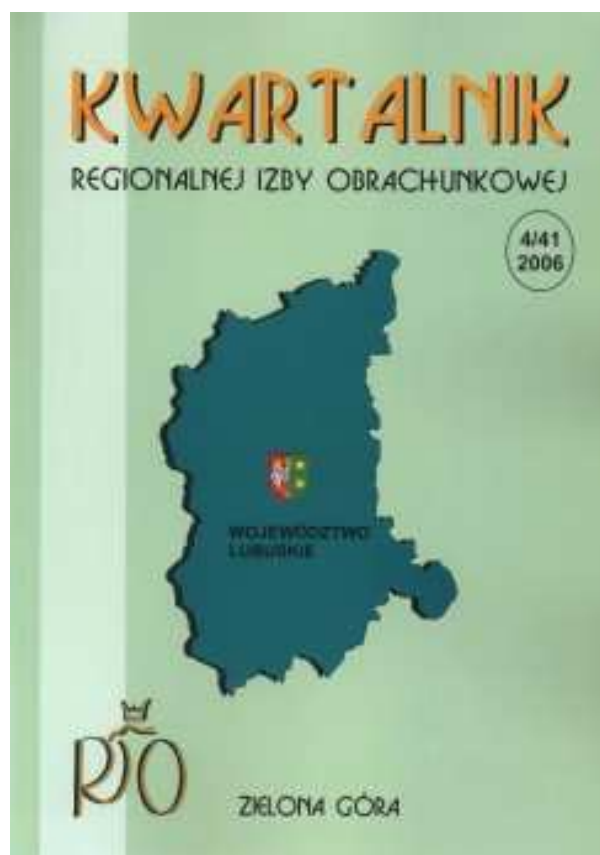 KWARTALNIK
REGIONALNEJ IZBY OBRACHUNKOWEJ
4/41
2006
WOJEWÓDZTWO
LUBUSKIE
RIO
ZIELONA GÓRA